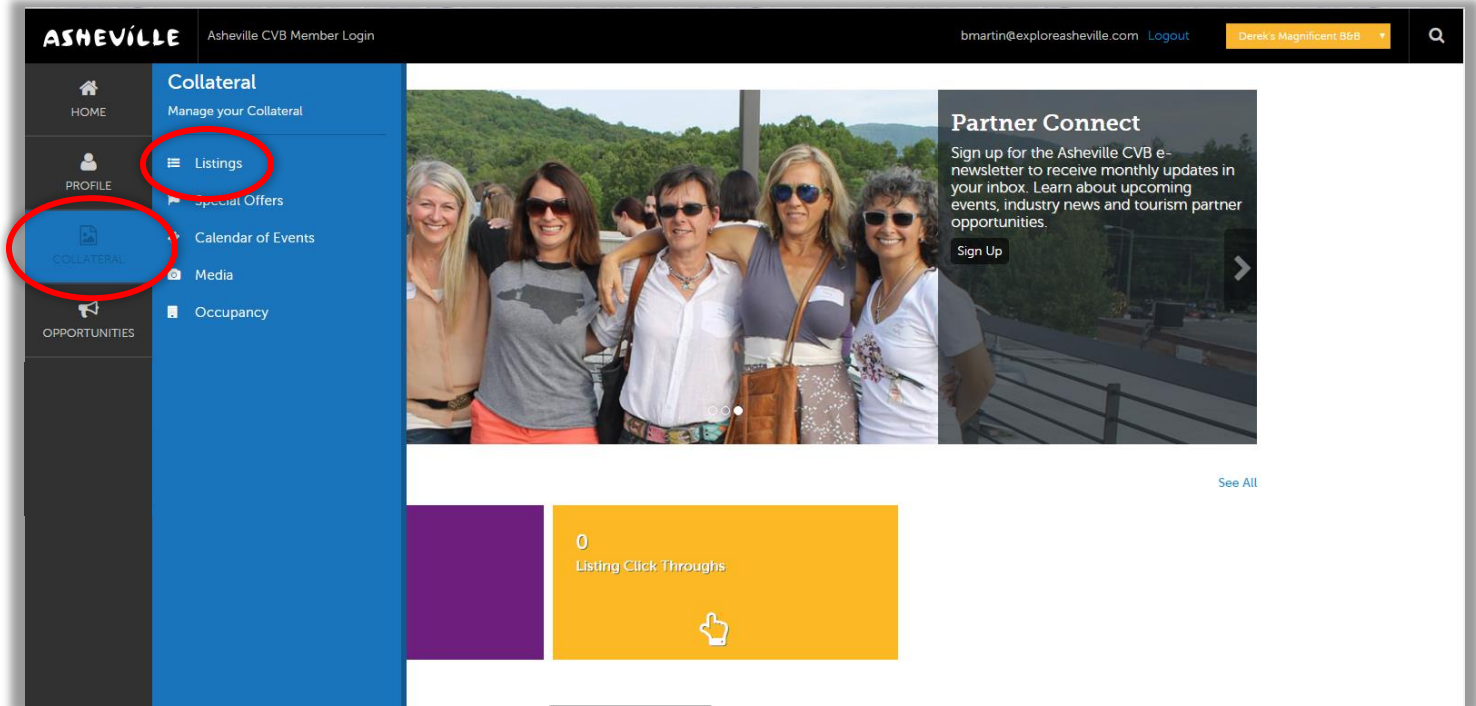 ASHEVILLE
Asheville CVB Member Login
bmartin@exploreasheville.com Logout
Derek's Magnificent B&B
HOME
PROFILE
COLLATERAL
OPPORTUNITIES
Collateral
Manage your Collateral
Listings
Special Offers
Calendar of Events
Media
Occupancy
Partner Connect
Sign up for the Asheville CVB e-
newsletter to receive monthly updates in
your inbox. Learn about upcoming
events, industry news and tourism partner
opportunities.
Sign Up
See All
0
Listing Click Throughs